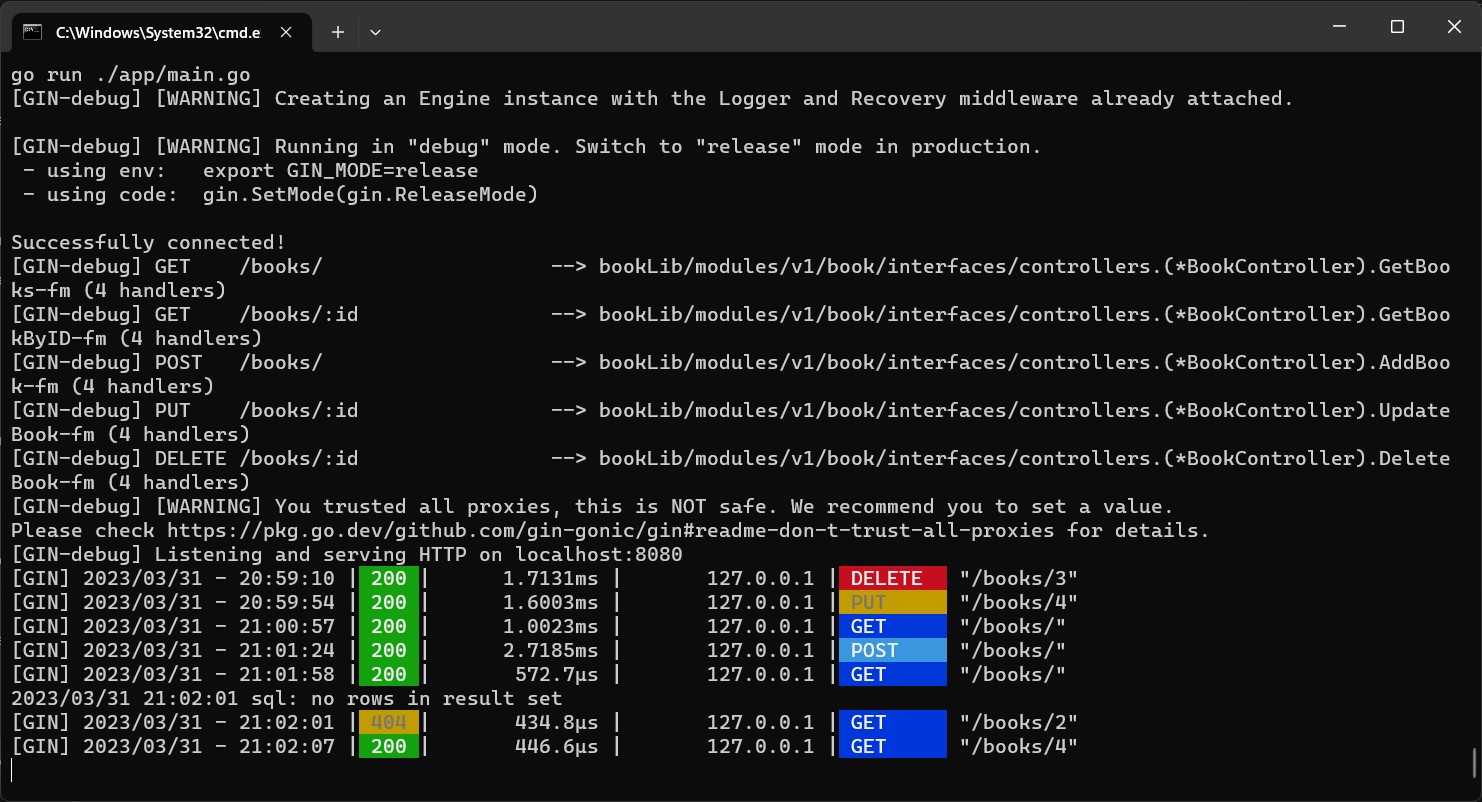 C:\Windows\System32\cmd.e
go run ./app/main.go
[GIN-debug] [WARNING] Creating an Engine instance with the Logger and Recovery middleware already attached.
[GIN-debug] [WARNING] Running in "debug" mode. Switch to "release" mode in production.
 - using env:   export GIN_MODE=release
 - using code:  gin.SetMode(gin.ReleaseMode)
Successfully connected!
[GIN-debug] GET    /books/                   --> bookLib/modules/v1/book/interfaces/controllers.(*BookController).GetBoo
ks-fm (4 handlers)
[GIN-debug] GET    /books/:id                --> bookLib/modules/v1/book/interfaces/controllers.(*BookController).GetBoo
kByID-fm (4 handlers)
[GIN-debug] POST   /books/                   --> bookLib/modules/v1/book/interfaces/controllers.(*BookController).AddBoo
k-fm (4 handlers)
[GIN-debug] PUT    /books/:id                --> bookLib/modules/v1/book/interfaces/controllers.(*BookController).Update
Book-fm (4 handlers)
[GIN-debug] DELETE /books/:id                --> bookLib/modules/v1/book/interfaces/controllers.(*BookController).Delete
Book-fm (4 handlers)
[GIN-debug] [WARNING] You trusted all proxies, this is NOT safe. We recommend you to set a value.
Please check https://pkg.go.dev/github.com/gin-gonic/gin#readme-don-t-trust-all-proxies for details.
[GIN-debug] Listening and serving HTTP on localhost:8080
[GIN] 2023/03/31 - 20:59:10 | 200 |      1.7131ms |       127.0.0.1 | DELETE   "/books/3"
[GIN] 2023/03/31 - 20:59:54 | 200 |      1.6003ms |       127.0.0.1 | PUT      "/books/4"
[GIN] 2023/03/31 - 21:00:57 | 200 |      1.0023ms |       127.0.0.1 | GET      "/books/"
[GIN] 2023/03/31 - 21:01:24 | 200 |      2.7185ms |       127.0.0.1 | POST     "/books/"
[GIN] 2023/03/31 - 21:01:58 | 200 |       572.7µs |       127.0.0.1 | GET      "/books/"
2023/03/31 21:02:01 sql: no rows in result set
[GIN] 2023/03/31 - 21:02:01 | 404 |       434.8µs |       127.0.0.1 | GET      "/books/2"
[GIN] 2023/03/31 - 21:02:07 | 200 |       446.6µs |       127.0.0.1 | GET      "/books/4"